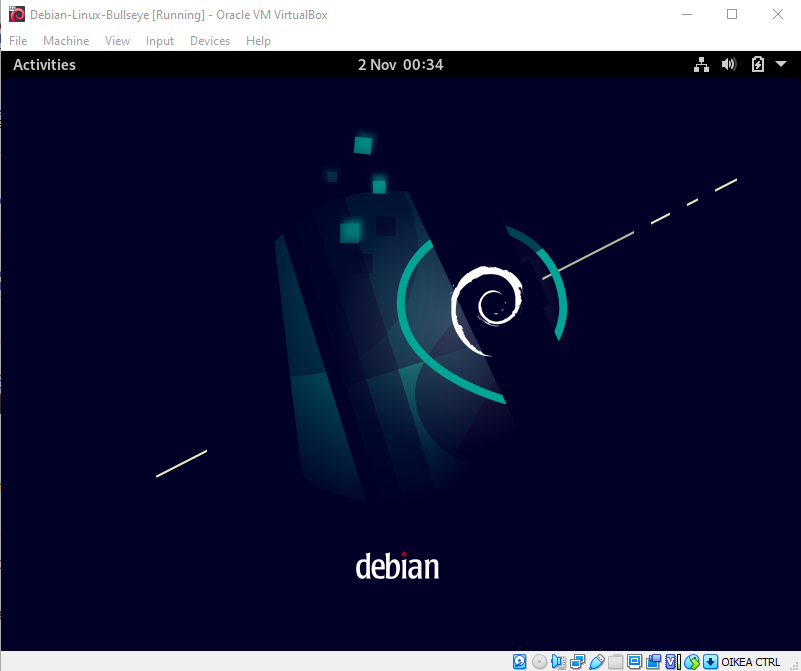 Debian-Linux-Bullseye [Running] - Oracle VM VirtualBox
File Machine View Input Devices Help
Activities 2 Nov 00:34
debian
OIKEA CTRL